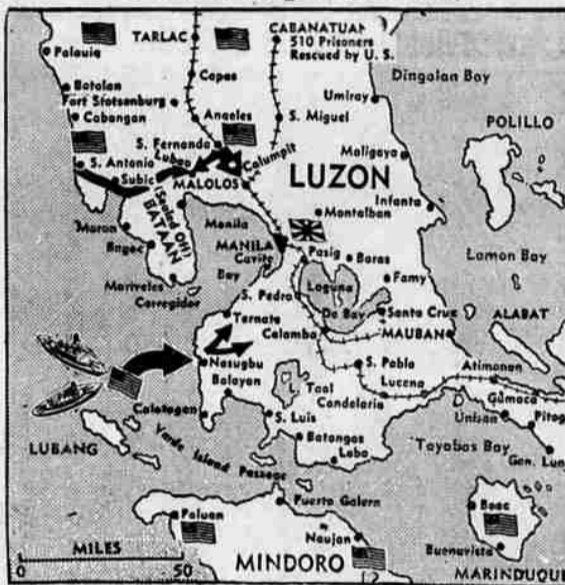 TARLAC
CABANATUAN
510 Prisoners
Rescued by U. S.
Palauia
Capas
Dingalan Bay
Botolan
Fort Stotsenburg
Umiray
Cabangan
Angeles
S. Miguel
POLILLO
S. Fernando
S. Antonio
Lubao
Calumpit
Maligaya
Subic
MALOLOS
LUZON
(Sealed Off)
BATAAN
Infanta
Montalban
Moron
Manila
Bagac
MANILA
Pasig
Baras
Lamon Bay
Cavite
Mariveles
Bay
Laguna
Famy
Corregidor
S. Pedro
De Bay
Santa Cruz
ALABAT
Ternate
Calamba
MAUBAN
Nasugbu
S. Pablo
Atimonan
Balayan
L. Taal
Lucena
Gumaca
Candelaria
Calatagan
S. Luis
Unisan
Pitogo
LUBANG
Batangas
Tayabas Bay
Verde Island Passage
Lobo
Gen. Luna
Puerto Galera
Paluan
Boac
Naujan
MILES
Buenavista
0 50
MINDORO
MARINDUQUE